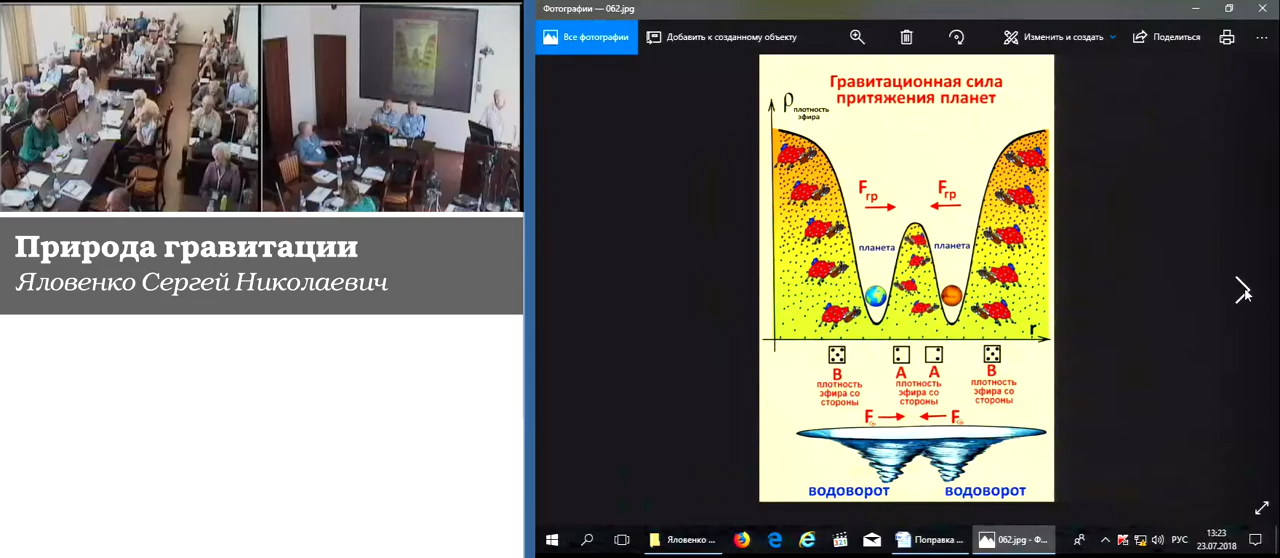 Природа гравитации
Яловенко Сергей Николаевич
Фотографии — 062.jpg
Все фотографии
Добавить к созданному объекту
Изменить и создать
Поделиться
Гравитационная сила
притяжения планет
ρ плотность
эфира
Fгр
Fгр
планета
планета
r
В
А
А
В
плотность
эфира со
стороны
плотность
эфира со
стороны
плотность
эфира со
стороны
F
F
водоворот
водоворот
Яловенко ...
Поправка ...
062.jpg - Ф...
РУС
13:23
23.07.2018